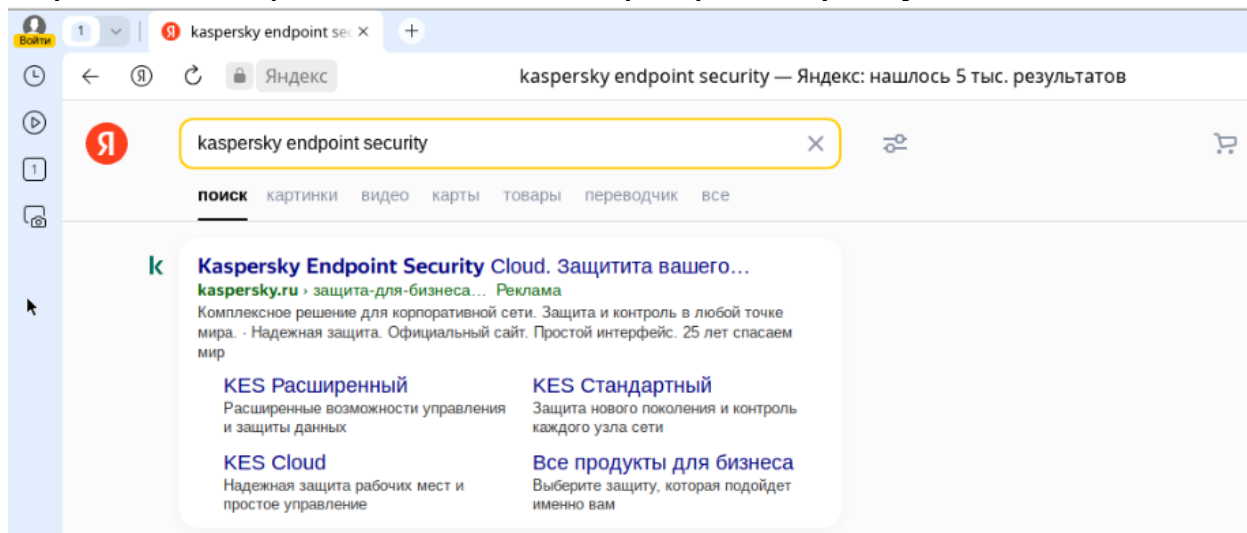 Войти
1
Я
kaspersky endpoint sec
Я
Яндекс
kaspersky endpoint security — Яндекс: нашлось 5 тыс. результатов
Я
kaspersky endpoint security
1
поиск картинки видео карты товары переводчик все
k
Kaspersky Endpoint Security Cloud. Защитита вашего…
kaspersky.ru › защита-для-бизнеса… Реклама
Комплексное решение для корпоративной сети. Защита и контроль в любой точке
мира. · Надежная защита. Официальный сайт. Простой интерфейс. 25 лет спасаем
мир
KES Расширенный
Расширенные возможности управления
и защиты данных
KES Стандартный
Защита нового поколения и контроль
каждого узла сети
KES Cloud
Надежная защита рабочих мест и
простое управление
Все продукты для бизнеса
Выберите защиту, которая подойдет
именно вам